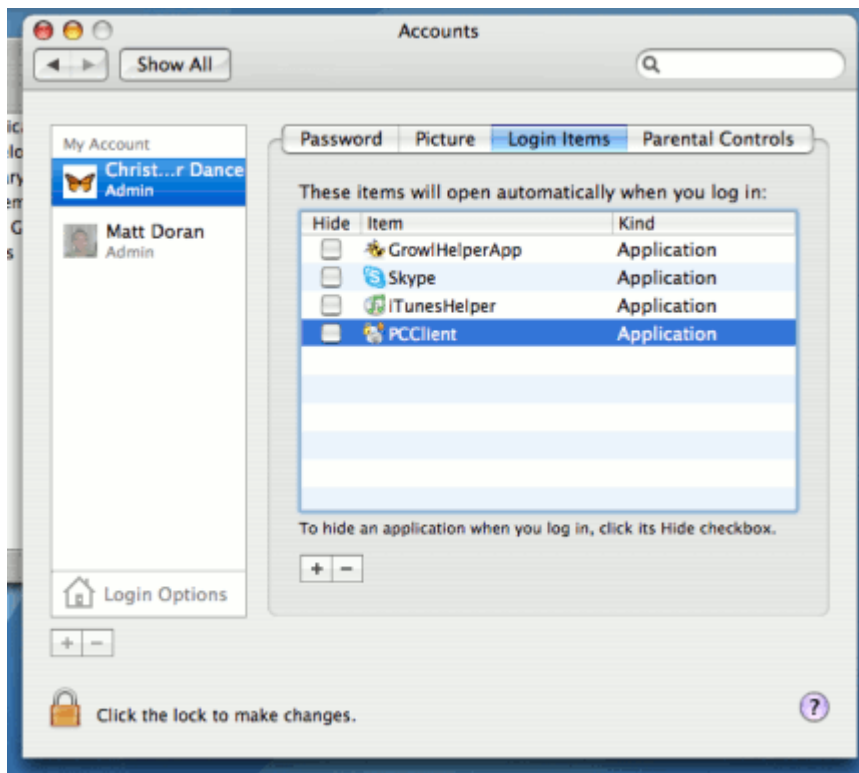 Accounts
Show All
My Account
Christ...r Dance
Admin
Matt Doran
Admin
Login Options
Password Picture Login Items Parental Controls
These items will open automatically when you log in:
Hide Item Kind
GrowlHelperApp Application
Skype Application
iTunesHelper Application
PCClient Application
To hide an application when you log in, click its Hide checkbox.
+ −
+ −
Click the lock to make changes.
?